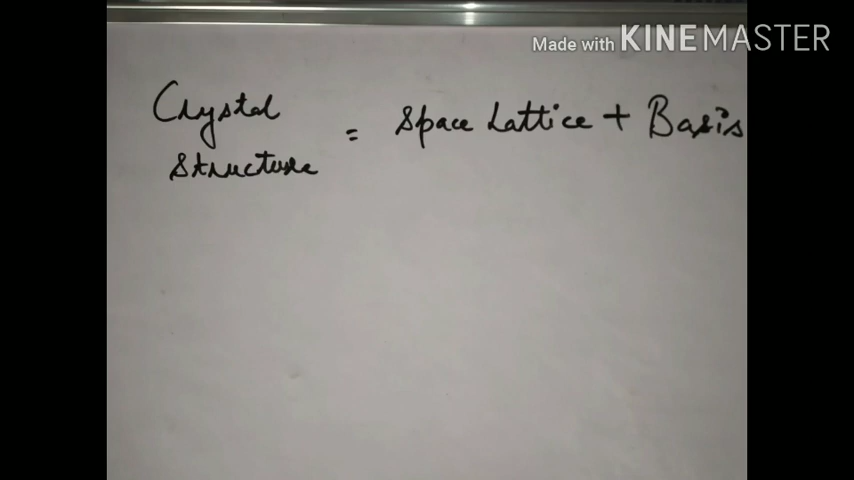 Made with KINEMASTER
Crystal Structure = Space Lattice + Basis